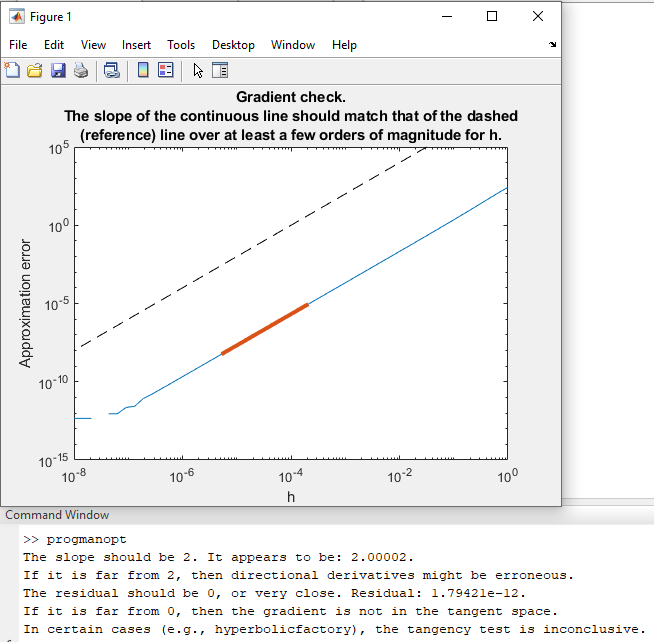 Figure 1
File Edit View Insert Tools Desktop Window Help
Gradient check.
The slope of the continuous line should match that of the dashed
(reference) line over at least a few orders of magnitude for h.
10^5
10^0
10^-5
10^-10
10^-15
Approximation error
10^-8 10^-6 10^-4 10^-2 10^0
h
Command Window
>> progmanopt
The slope should be 2. It appears to be: 2.00002.
If it is far from 2, then directional derivatives might be erroneous.
The residual should be 0, or very close. Residual: 1.79421e-12.
If it is far from 0, then the gradient is not in the tangent space.
In certain cases (e.g., hyperbolicfactory), the tangency test is inconclusive.